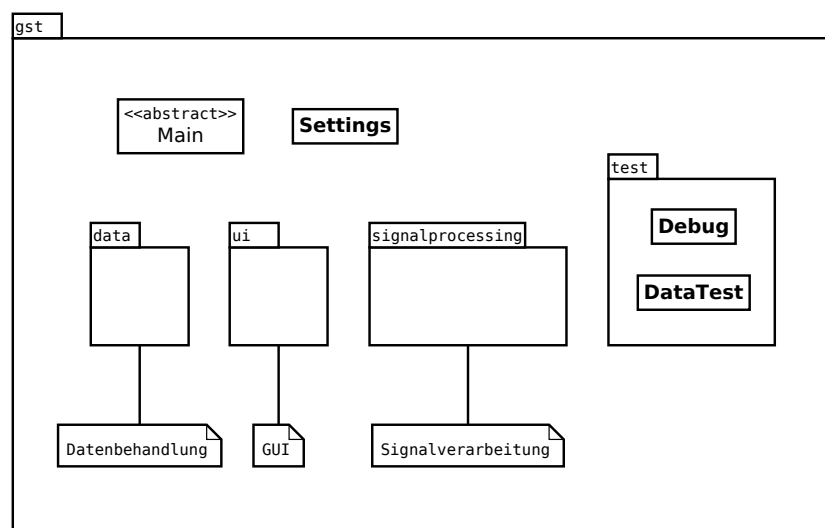 gst
<<abstract>>
Main
Settings
test
Debug
DataTest
data
ui
signalprocessing
Datenbehandlung
GUI
Signalverarbeitung